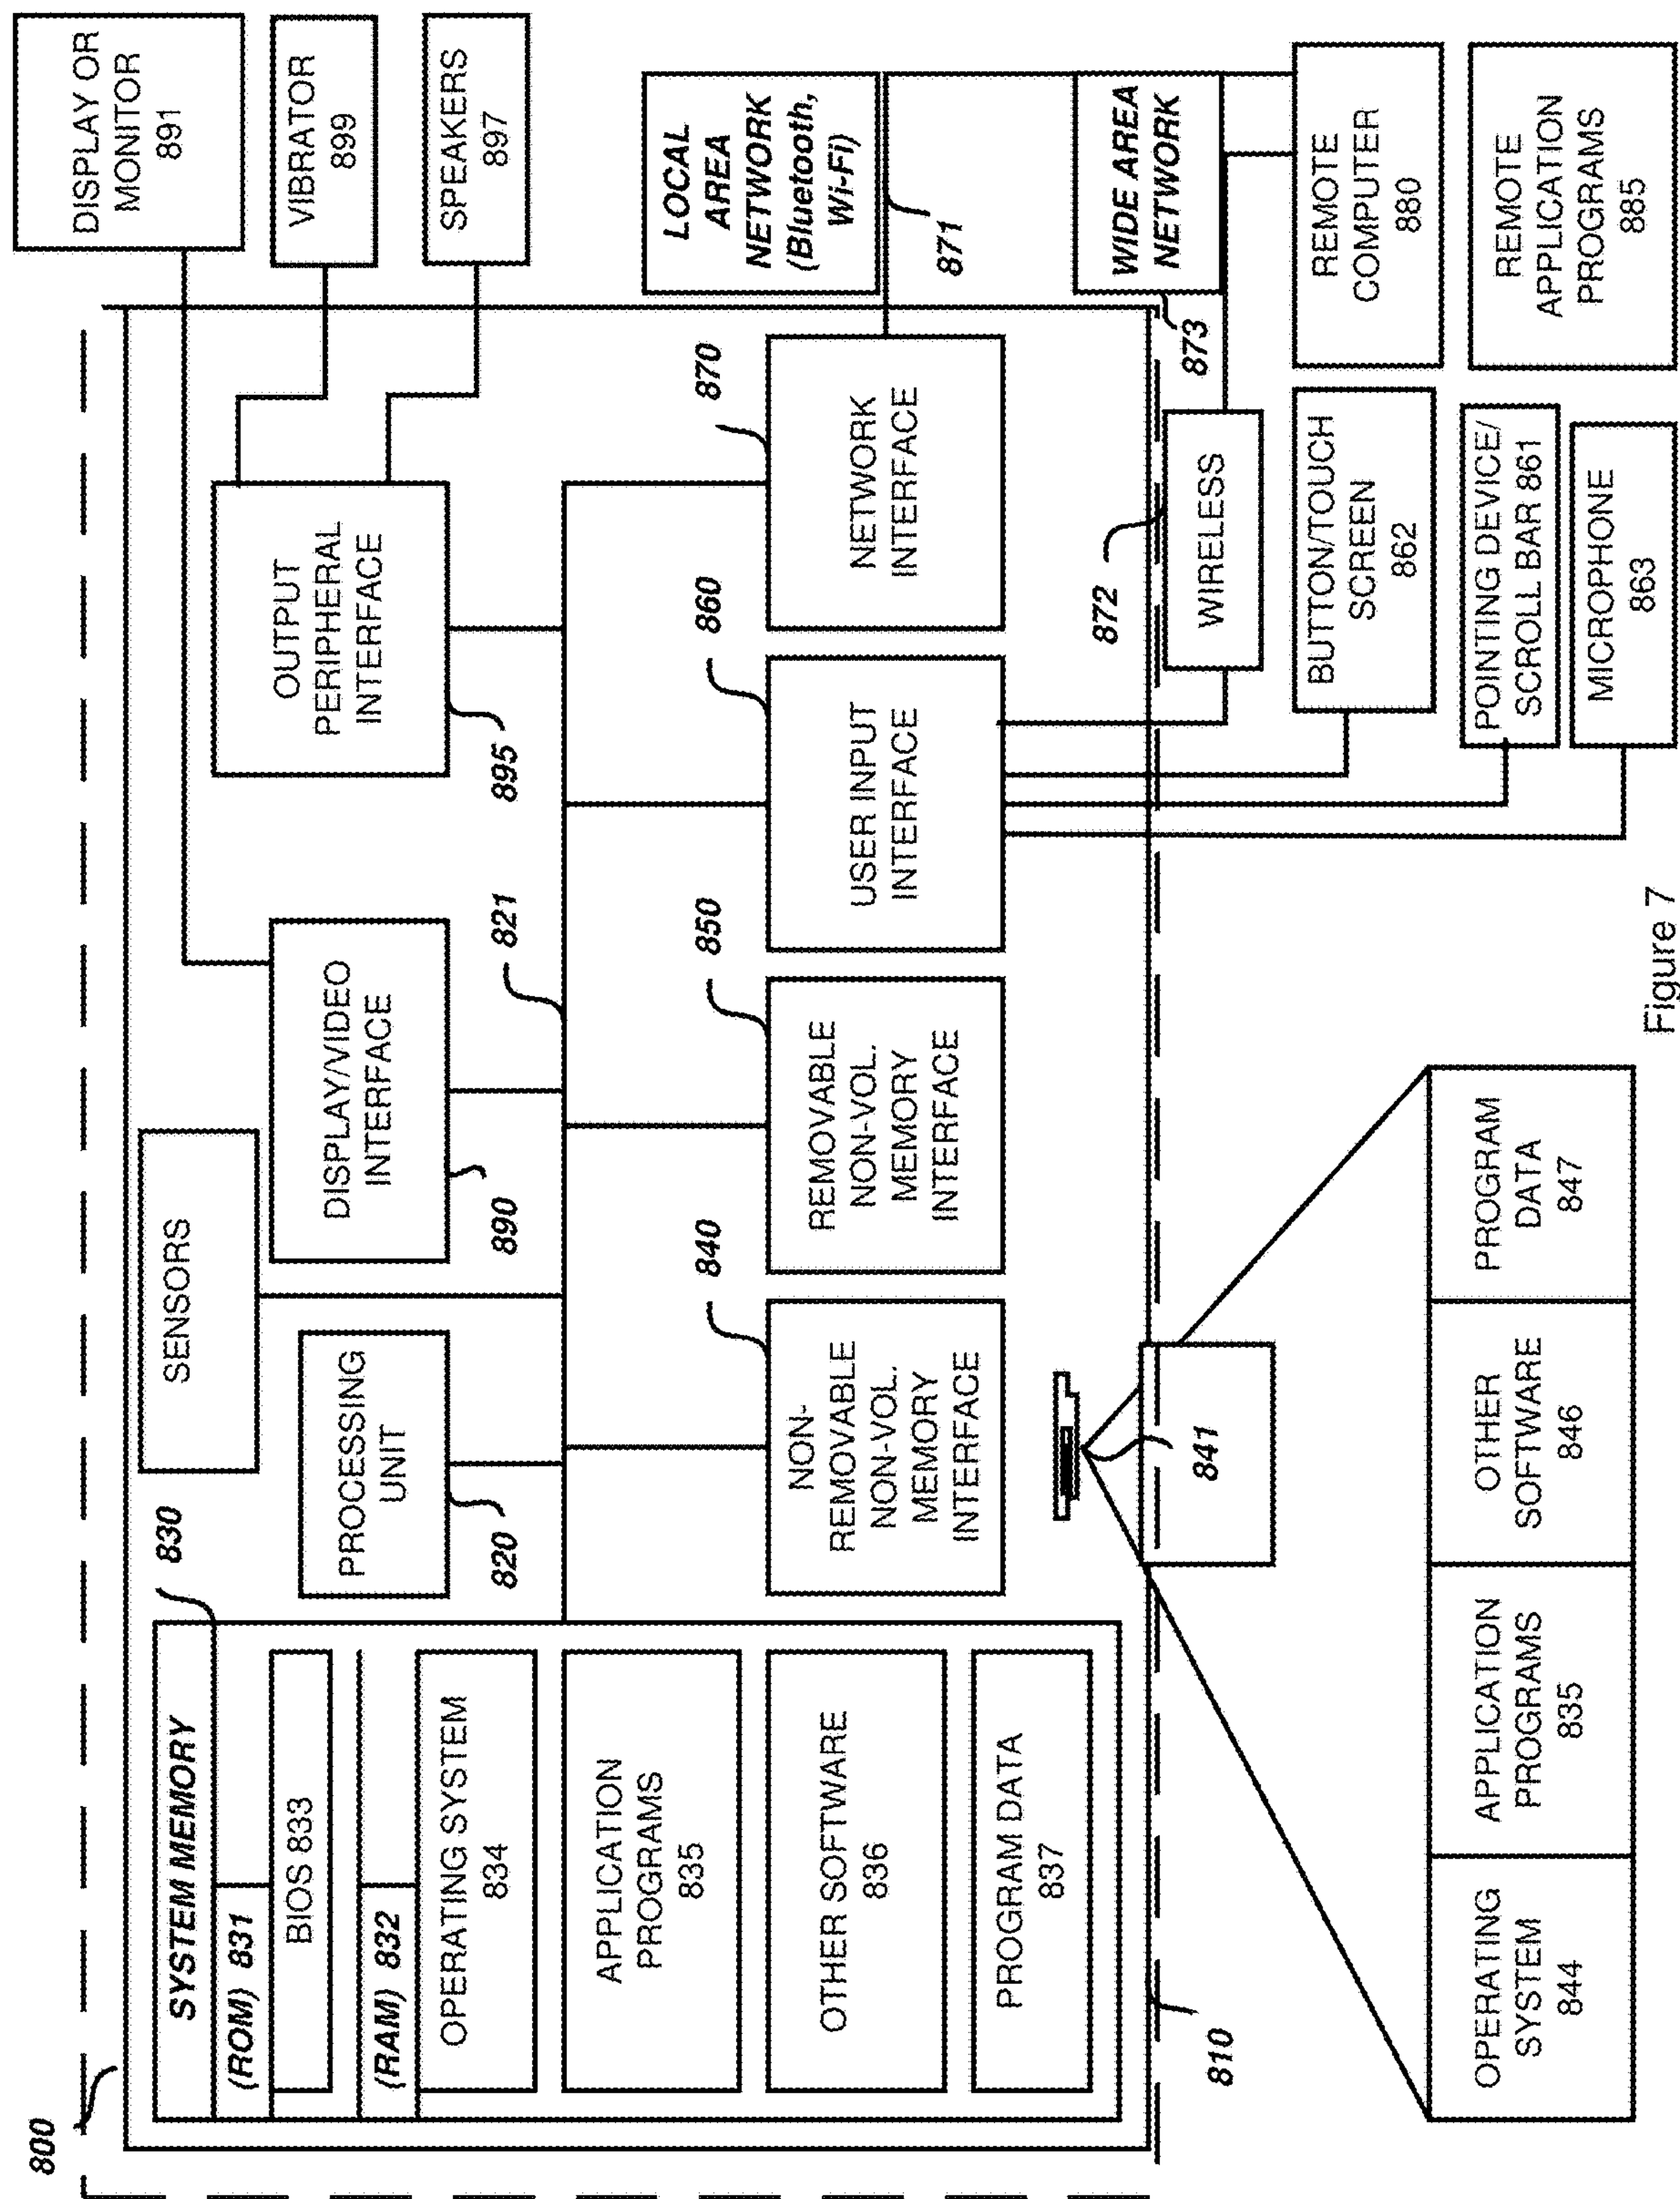 800
SYSTEM MEMORY
830
(ROM) 831
BIOS 833
(RAM) 832
OPERATING SYSTEM
834
APPLICATION
PROGRAMS
835
OTHER SOFTWARE
836
PROGRAM DATA
837
810
SENSORS
PROCESSING
UNIT
820
DISPLAY/VIDEO
INTERFACE
890
821
OUTPUT
PERIPHERAL
INTERFACE
895
DISPLAY OR
MONITOR
891
VIBRATOR
899
SPEAKERS
897
840
NON-
REMOVABLE
NON-VOL.
MEMORY
INTERFACE
850
REMOVABLE
NON-VOL.
MEMORY
INTERFACE
860
USER INPUT
INTERFACE
870
NETWORK
INTERFACE
LOCAL
AREA
NETWORK
(Bluetooth,
Wi-Fi)
871
WIDE AREA
NETWORK
873
872
WIRELESS
841
BUTTON/TOUCH
SCREEN
862
REMOTE
COMPUTER
880
POINTING DEVICE/
SCROLL BAR 861
MICROPHONE
863
REMOTE
APPLICATION
PROGRAMS
885
OPERATING
SYSTEM
844
APPLICATION
PROGRAMS
835
OTHER
SOFTWARE
846
PROGRAM
DATA
847
Figure 7